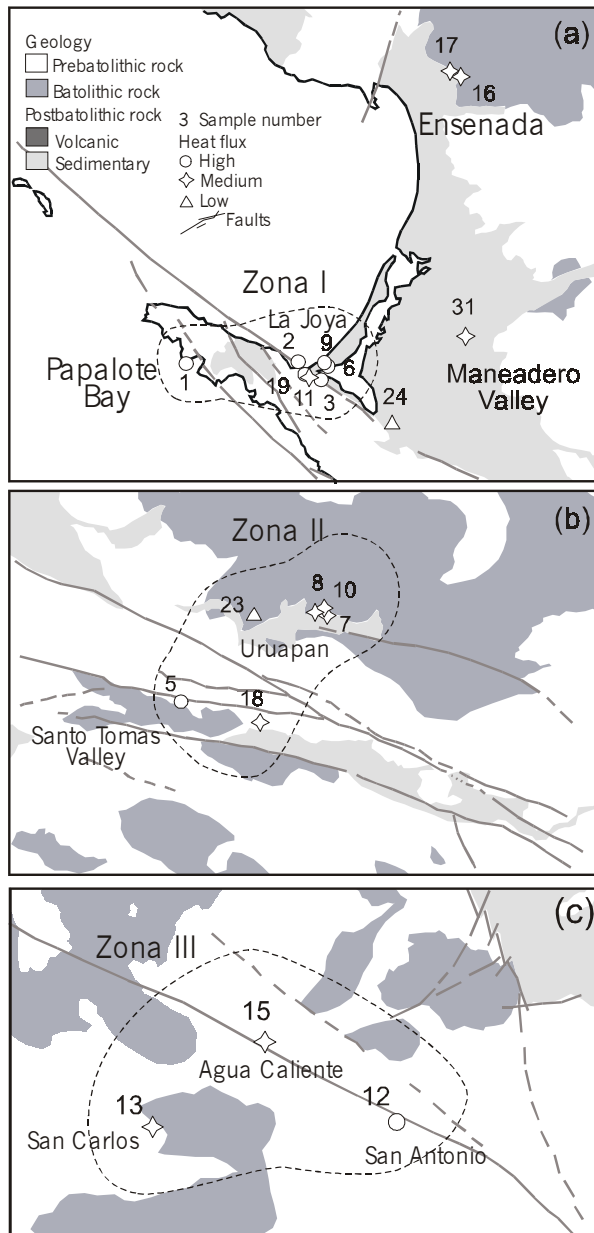 (a)
Geology
Prebatolithic rock
Batolithic rock
Postbatolithic rock
Volcanic
Sedimentary
3 Sample number
Heat flux
High
Medium
Low
Faults
17
16
Ensenada
Zona I
La Joya
2
9
6
31
Papalote
Bay
1
19
11
3
24
Maneadero
Valley
(b)
Zona II
8
10
23
7
Uruapan
5
18
Santo Tomas
Valley
(c)
Zona III
15
Agua Caliente
13
12
San Carlos
San Antonio